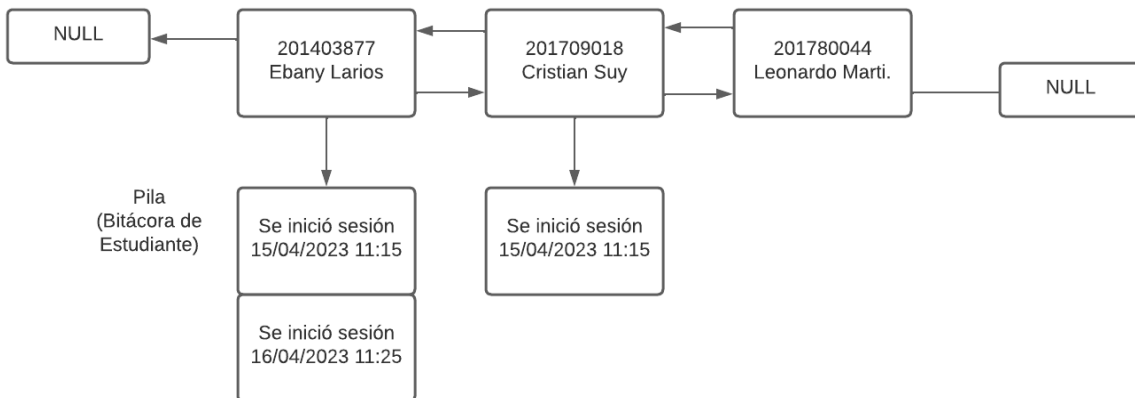 NULL
201403877
Ebany Larios
201709018
Cristian Suy
201780044
Leonardo Marti.
NULL
Pila
(Bitácora de
Estudiante)
Se inició sesión
15/04/2023 11:15
Se inició sesión
15/04/2023 11:15
Se inició sesión
16/04/2023 11:25